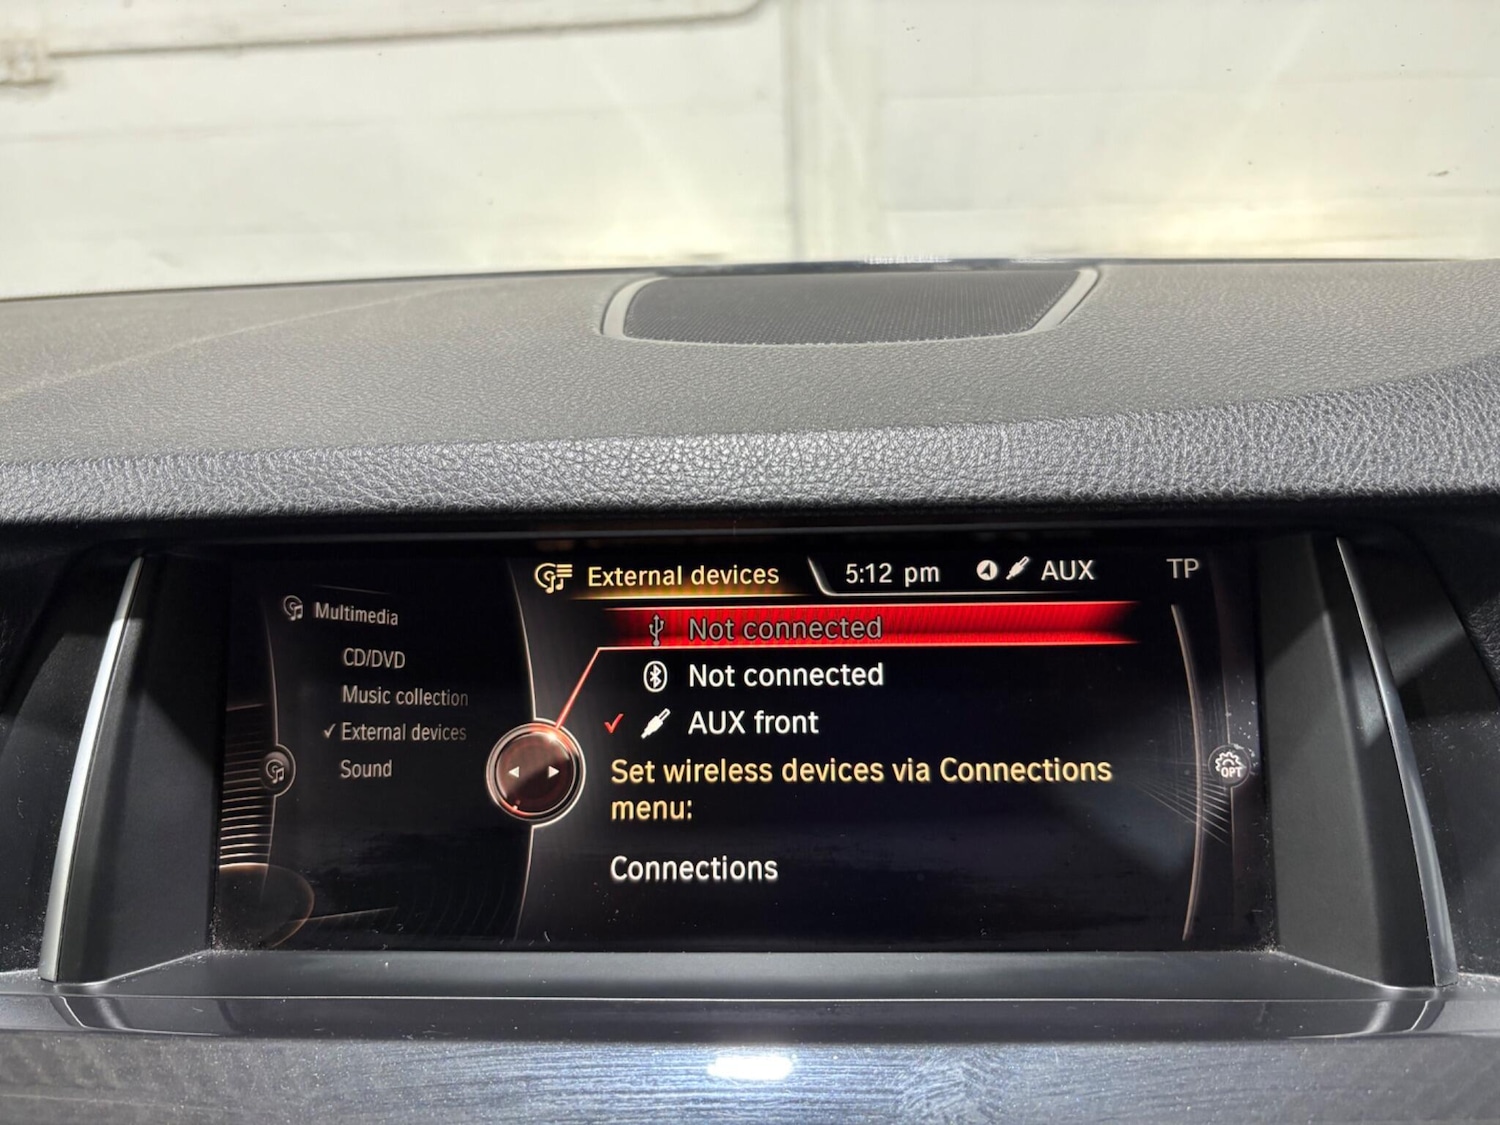 External devices 5:12 pm AUX TP
Multimedia
CD/DVD
Music collection
External devices
Sound
Not connected
Not connected
AUX front
Set wireless devices via Connections
menu:
Connections
OPT